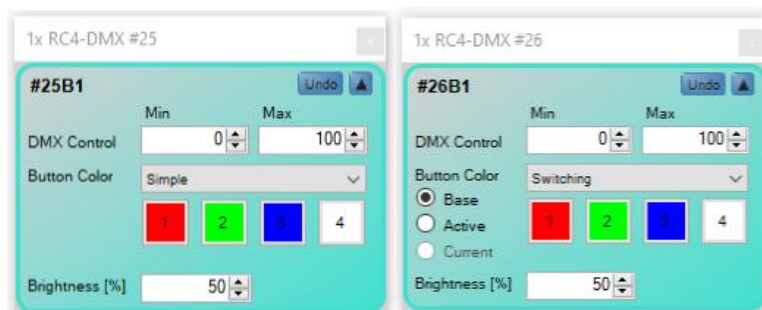 1x RC4-DMX #25
#25B1
Undo
Min Max
DMX Control 0 100
Button Color Simple
1 2 3 4
Brightness [%] 50
1x RC4-DMX #26
#26B1
Undo
Min Max
DMX Control 0 100
Button Color Switching
Base
Active
Current
1 2 3 4
Brightness [%] 50